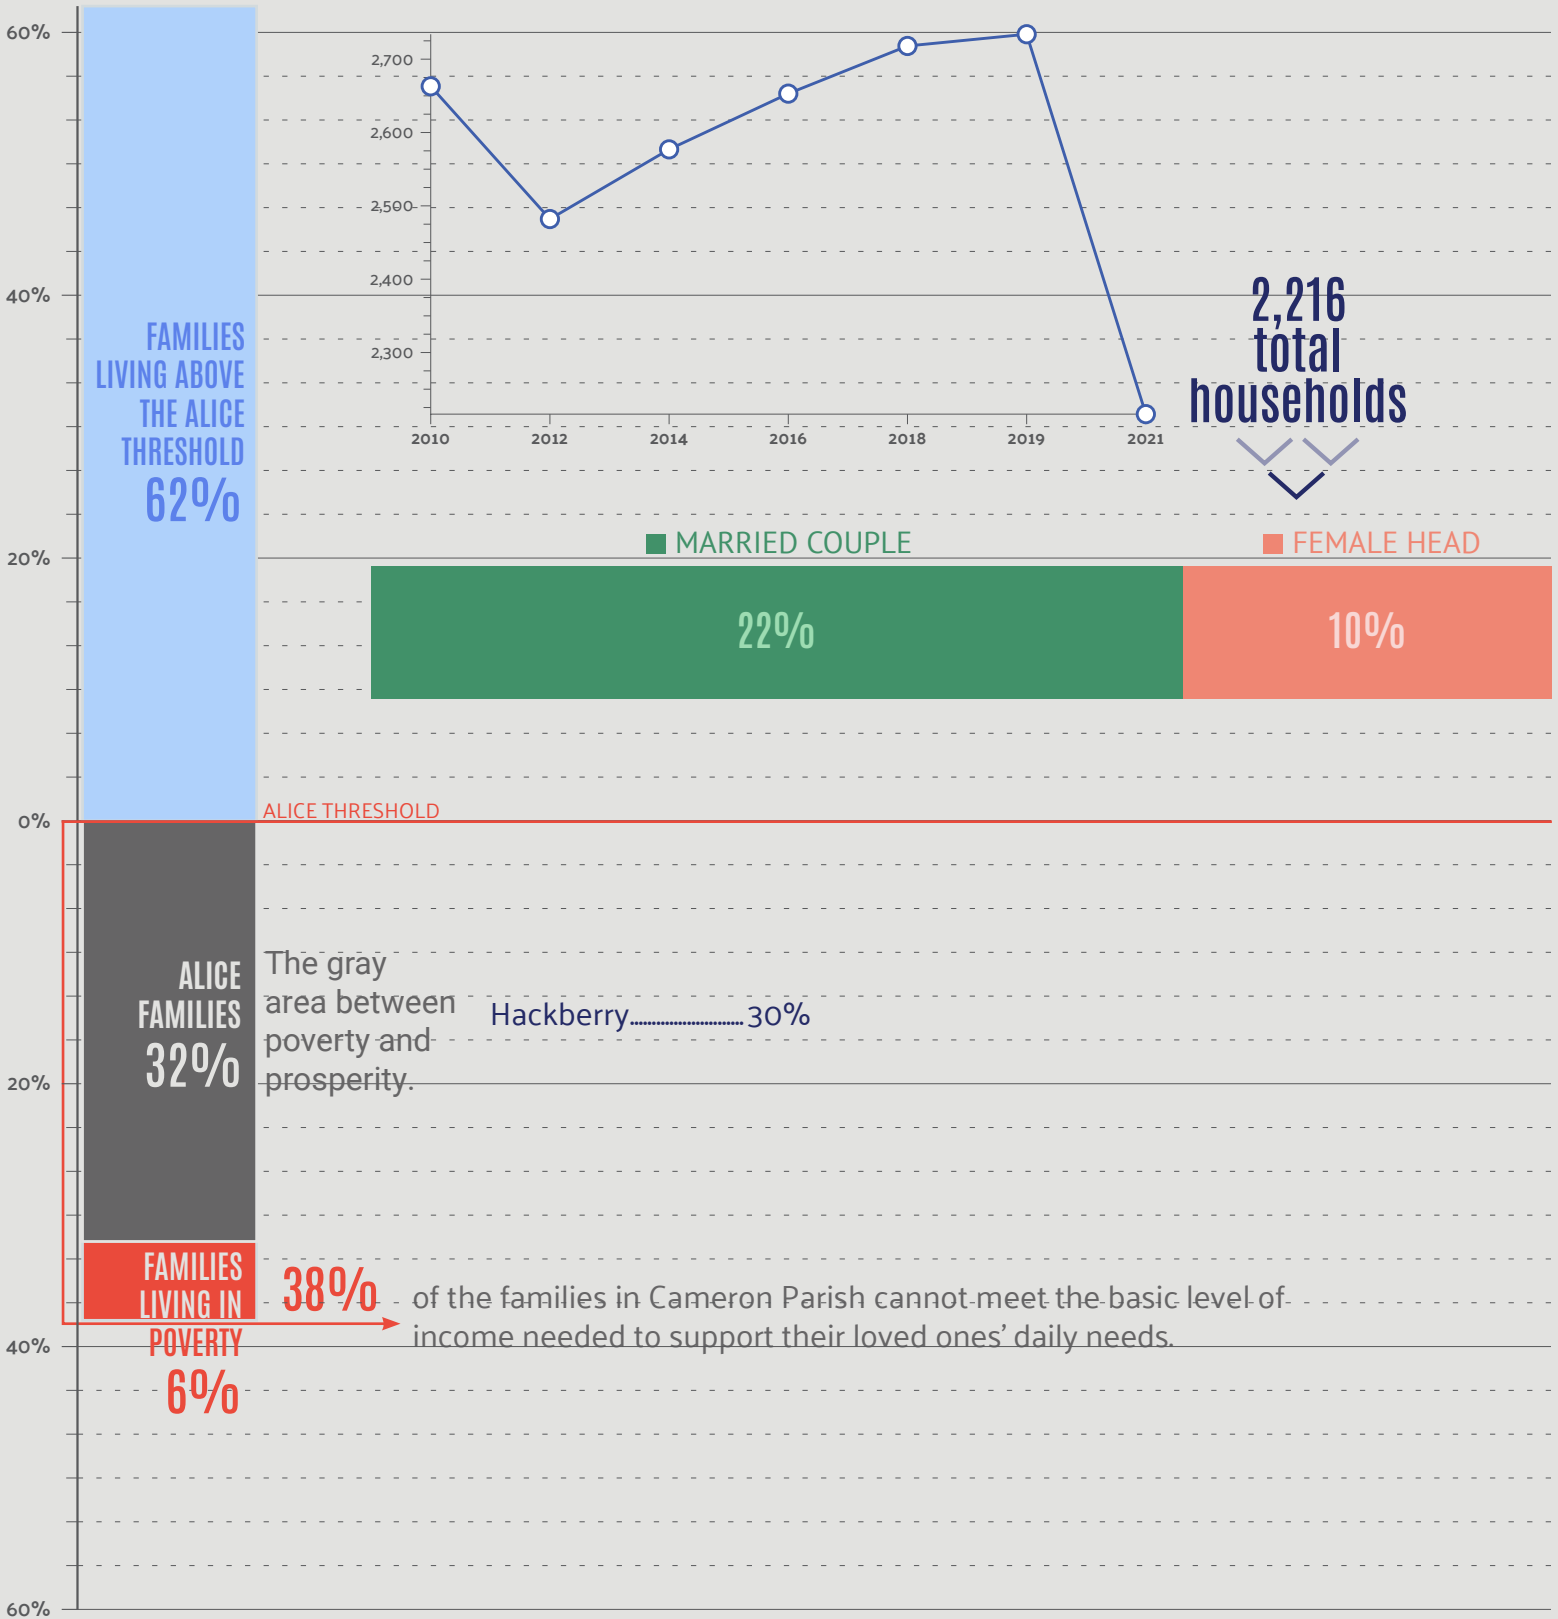 60%
40%
20%
0%
20%
40%
60%
FAMILIES
LIVING ABOVE
THE ALICE
THRESHOLD
62%
2,700
2,600
2,500
2,400
2,300
2010 2012 2014 2016 2018 2019 2021
2,216
total
households
MARRIED COUPLE FEMALE HEAD
22% 10%
ALICE THRESHOLD
ALICE
FAMILIES
32%
The gray
area between
poverty and
prosperity.
Hackberry..........................30%
FAMILIES
LIVING IN
POVERTY
6%
38%
of the families in Cameron Parish cannot meet the basic level of
income needed to support their loved ones’ daily needs.